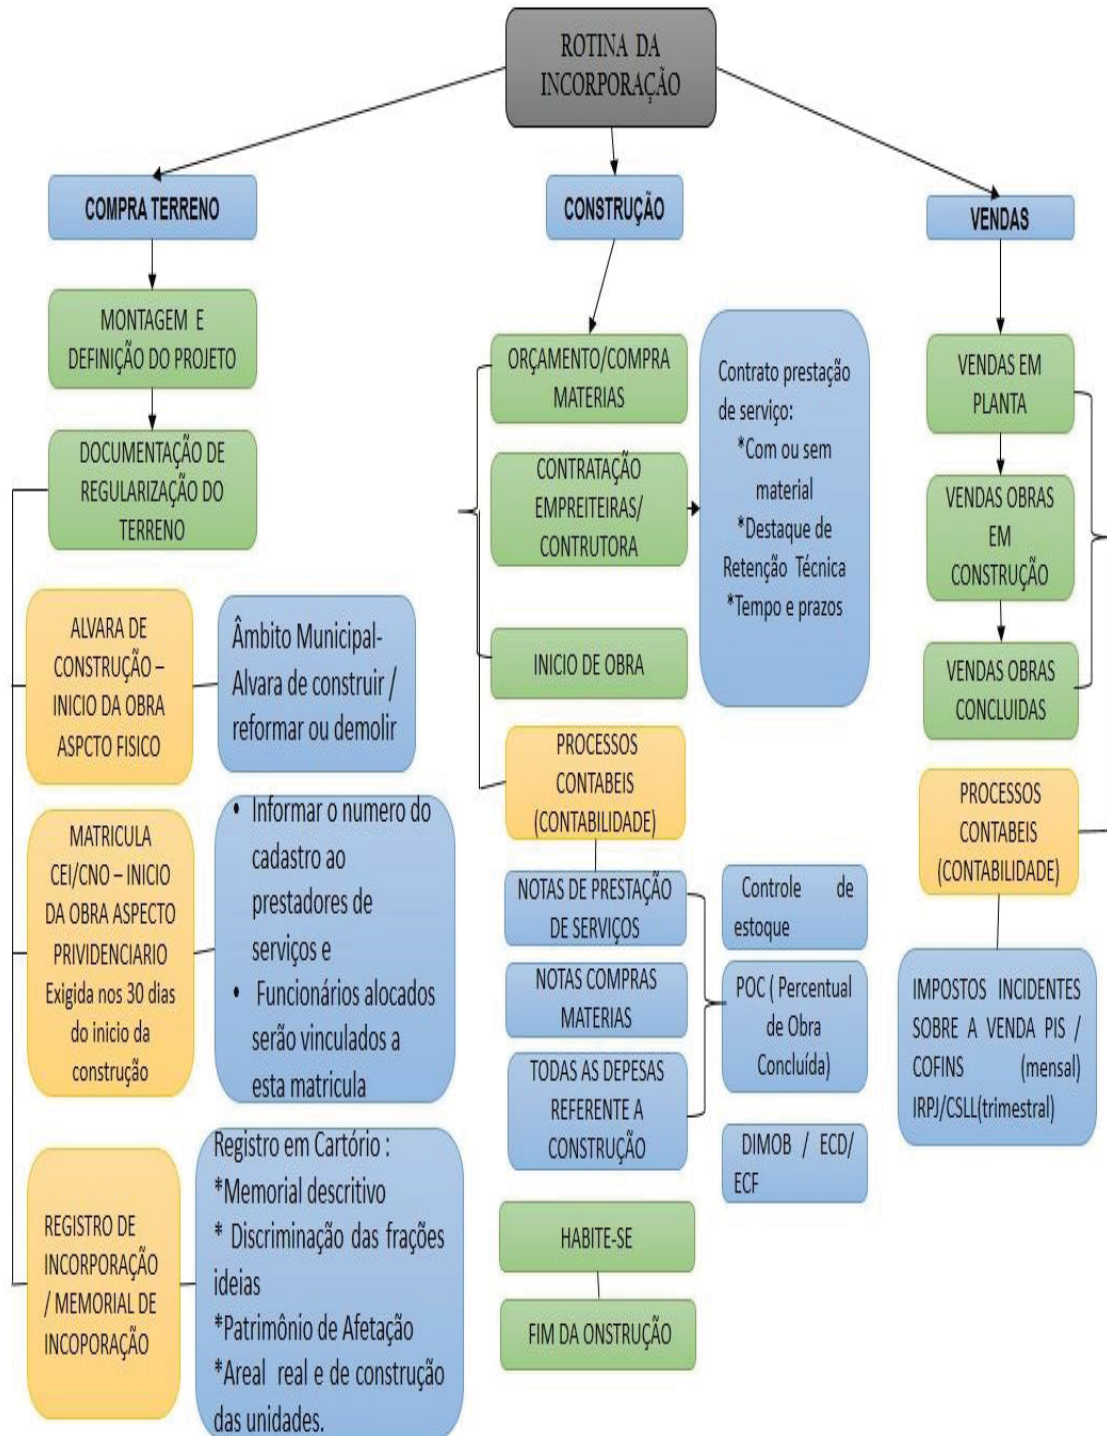 ROTINA DA
INCORPORAÇÃO
COMPRA TERRENO
MONTAGEM E
DEFINIÇÃO DO PROJETO
DOCUMENTAÇÃO DE
REGULARIZAÇÃO DO
TERRENO
ALVARA DE
CONSTRUÇÃO –
INICIO DA OBRA
ASPCTO FISICO
Âmbito Municipal-
Alvara de construir /
reformar ou demolir
MATRICULA
CEI/CNO – INICIO
DA OBRA ASPECTO
PRIVIDENCIARIO
Exigida nos 30 dias
do inicio da
construção
• Informar o numero do
cadastro ao
prestadores de
serviços e
• Funcionários alocados
serão vinculados a
esta matricula
REGISTRO DE
INCORPORAÇÃO
/ MEMORIAL DE
INCOPORAÇÃO
Registro em Cartório :
*Memorial descritivo
* Discriminação das frações
ideias
*Patrimônio de Afetação
*Areal real e de construção
das unidades.
CONSTRUÇÃO
ORÇAMENTO/COMPRA
MATERIAS
CONTRATAÇÃO
EMPREITEIRAS/
CONTRUTORA
Contrato prestação
de serviço:
*Com ou sem
material
*Destaque de
Retenção Técnica
*Tempo e prazos
INICIO DE OBRA
PROCESSOS
CONTABEIS
(CONTABILIDADE)
NOTAS DE PRESTAÇÃO
DE SERVIÇOS
NOTAS COMPRAS
MATERIAS
TODAS AS DEPESAS
REFERENTE A
CONSTRUÇÃO
Controle de
estoque
POC ( Percentual
de Obra
Concluída)
DIMOB / ECD/
ECF
HABITE-SE
FIM DA ONSTRUÇÃO
VENDAS
VENDAS EM
PLANTA
VENDAS OBRAS
EM
CONSTRUÇÃO
VENDAS OBRAS
CONCLUIDAS
PROCESSOS
CONTABEIS
(CONTABILIDADE)
IMPOSTOS INCIDENTES
SOBRE A VENDA PIS /
COFINS (mensal)
IRPJ/CSLL(trimestral)